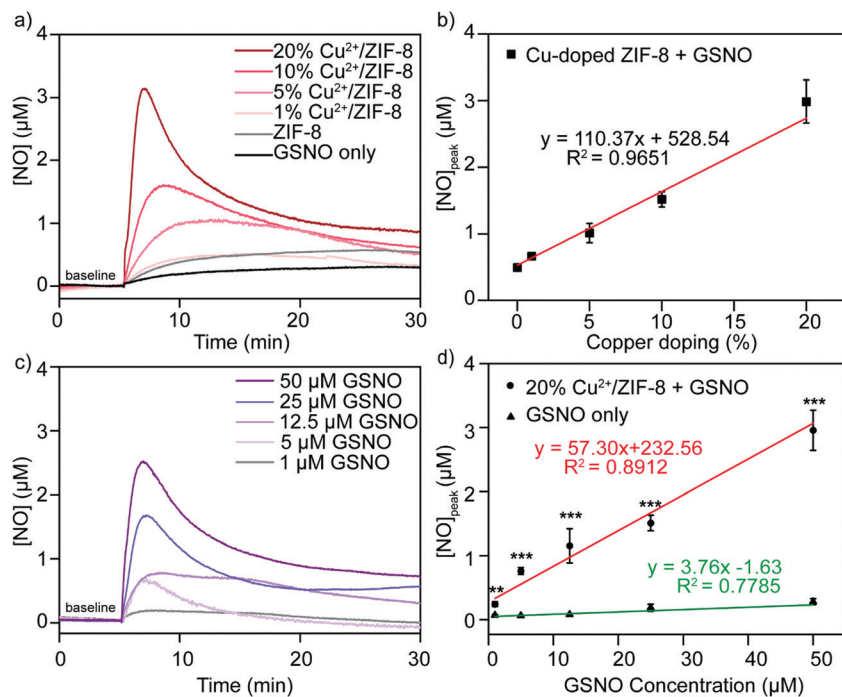 a)
[NO] (µM)
4
3
2
1
0
20% Cu²⁺/ZIF-8
10% Cu²⁺/ZIF-8
5% Cu²⁺/ZIF-8
1% Cu²⁺/ZIF-8
ZIF-8
GSNO only
baseline
0 10 20 30
Time (min)
b)
[NO]peak (µM)
4
3
2
1
0
Cu-doped ZIF-8 + GSNO
y = 110.37x + 528.54
R² = 0.9651
0 5 10 15 20
Copper doping (%)
c)
[NO] (µM)
4
3
2
1
0
50 µM GSNO
25 µM GSNO
12.5 µM GSNO
5 µM GSNO
1 µM GSNO
baseline
0 10 20 30
Time (min)
d)
[NO]peak (µM)
4
3
2
1
0
20% Cu²⁺/ZIF-8 + GSNO
GSNO only
***
y = 57.30x+232.56
R² = 0.8912
***
***
***
**
y = 3.76x -1.63
R² = 0.7785
0 10 20 30 40 50
GSNO Concentration (µM)